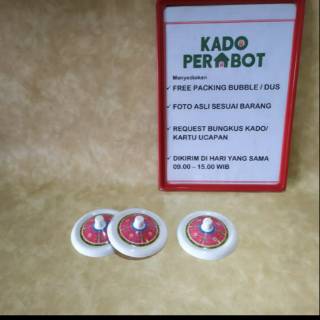 KADO
PERABOT
Menyediakan
✓ FREE PACKING BUBBLE / DUS
✓ FOTO ASLI SESUAI BARANG
✓ REQUEST BUNGKUS KADO/
KARTU UCAPAN
✓ DIKIRIM DI HARI YANG SAMA
09.00 – 15.00 WIB